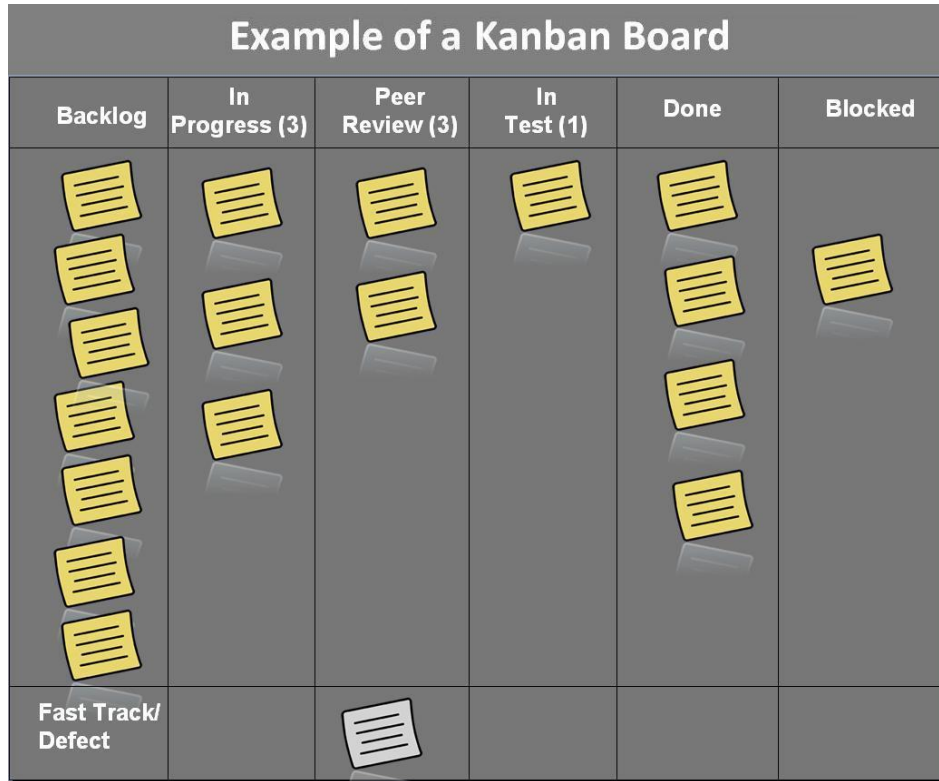 Example of a Kanban Board
Backlog
In
Progress (3)
Peer
Review (3)
In
Test (1)
Done
Blocked
Fast Track/
Defect